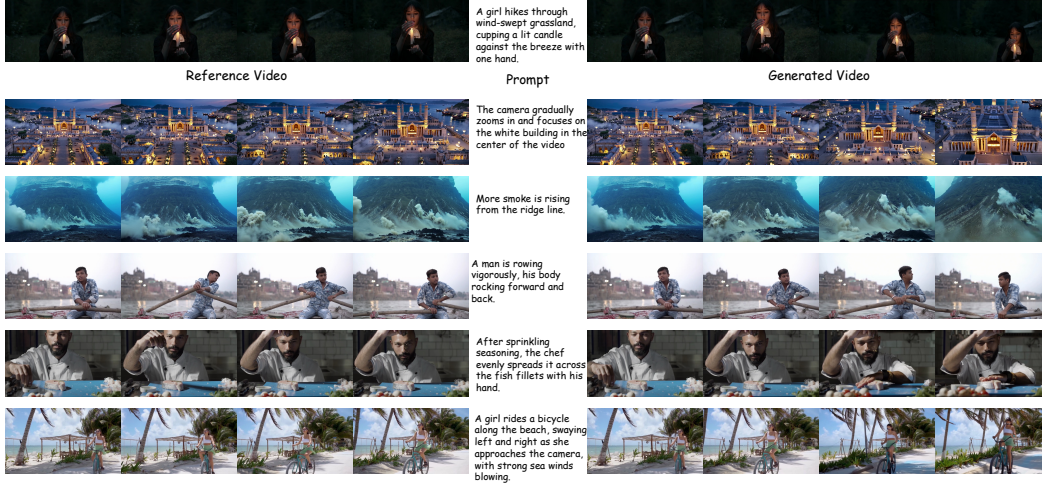 A girl hikes through
wind-swept grassland,
cupping a lit candle
against the breeze with
one hand.
Reference Video
Prompt
Generated Video
The camera gradually
zooms in and focuses on
the white building in the
center of the video
More smoke is rising
from the ridge line.
A man is rowing
vigorously, his body
rocking forward and
back.
After sprinkling
seasoning, the chef
evenly spreads it across
the fish fillets with his
hand.
A girl rides a bicycle
along the beach, swaying
left and right as she
approaches the camera,
with strong sea winds
blowing.